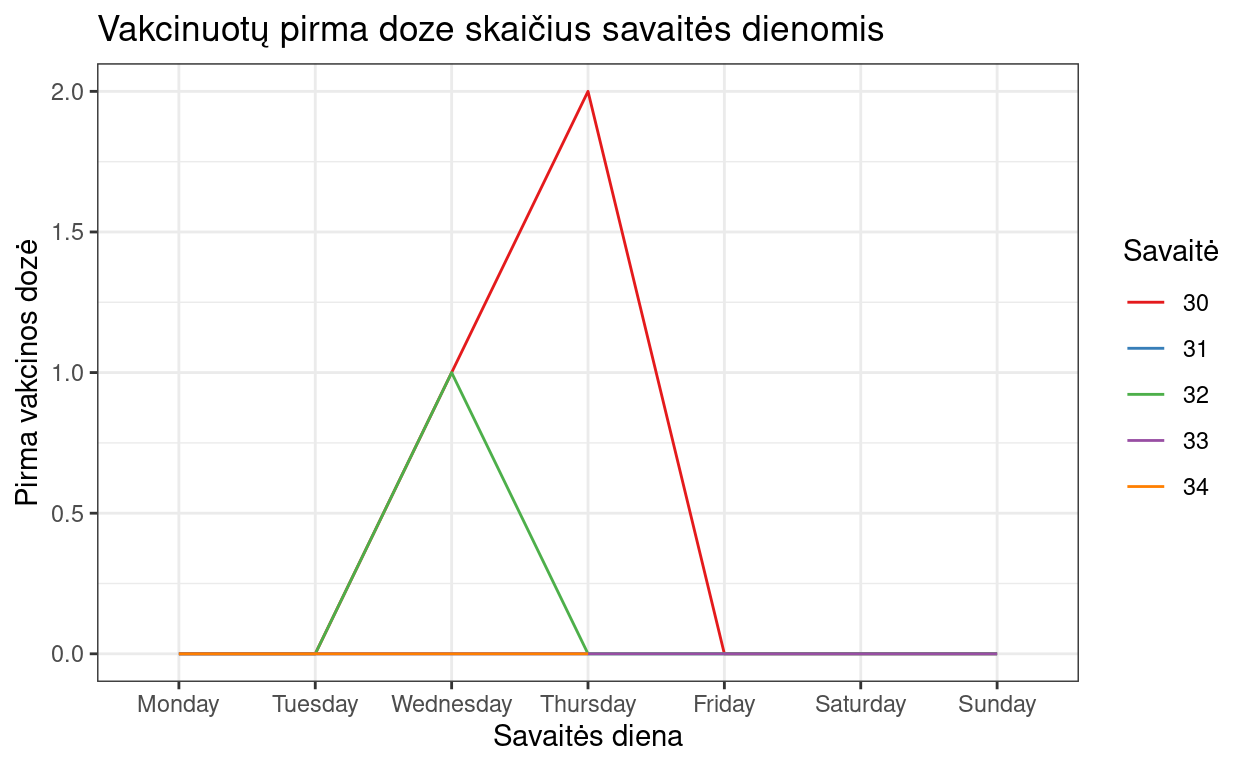 Vakcinuotų pirma doze skaičius savaitės dienomis
Pirma vakcinos dozė
2.0
1.5
1.0
0.5
0.0
Monday Tuesday Wednesday Thursday Friday Saturday Sunday
Savaitės diena
Savaitė
30
31
32
33
34